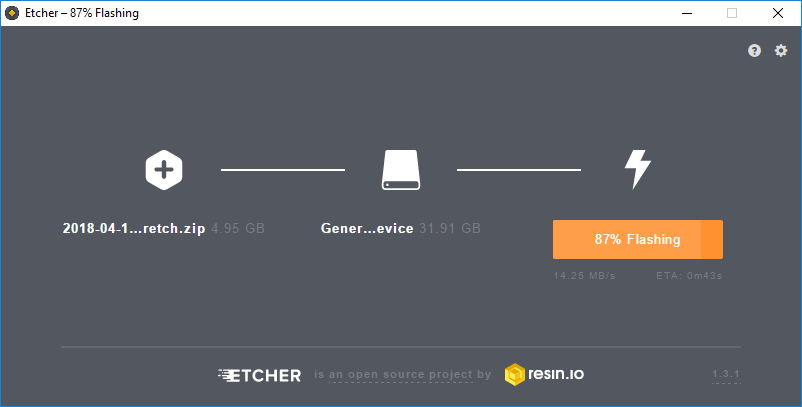 Etcher – 87% Flashing
2018-04-1...retch.zip 4.95 GB
Gener...evice 31.91 GB
87% Flashing
14.25 MB/s
ETA: 0m43s
ETCHER is an open source project by resin.io
1.3.1